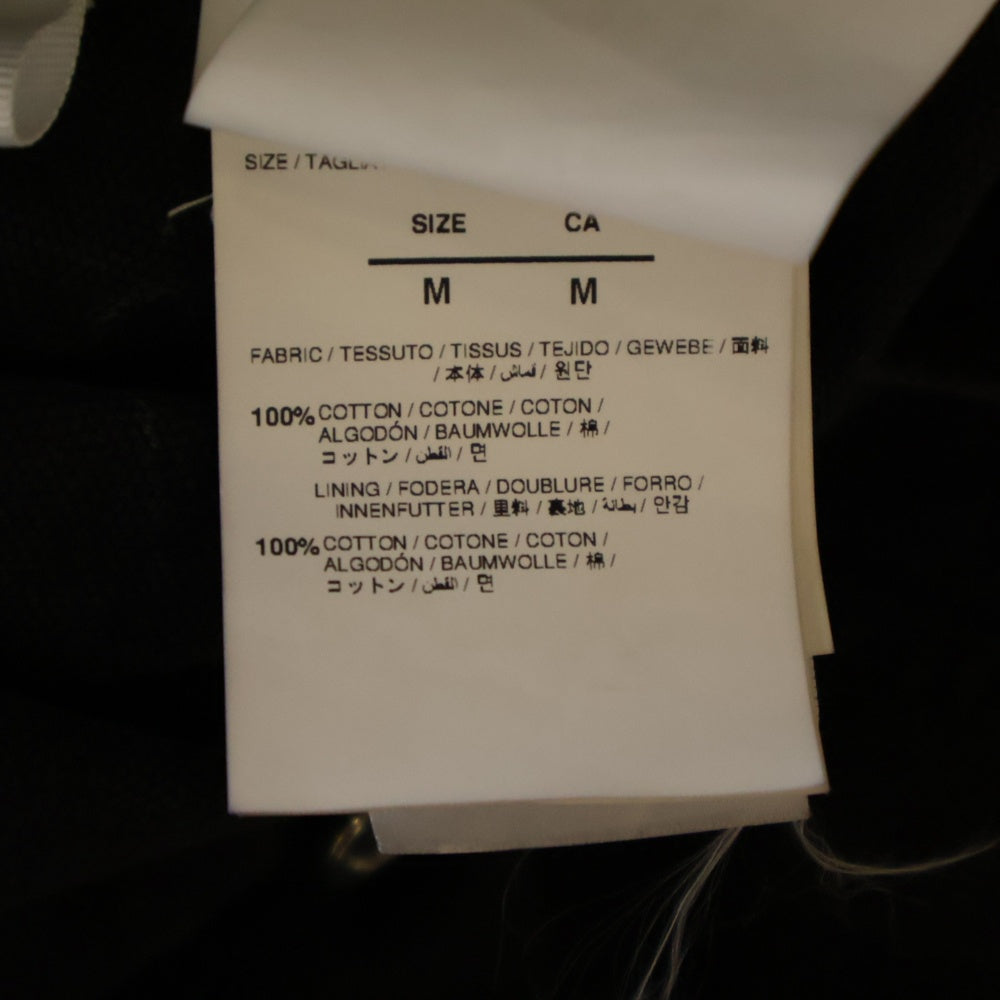 SIZE / TAGLIA
SIZE CA
M M
FABRIC / TESSUTO / TISSUS / TEJIDO / GEWEBE / 面料
/ 本体 / قماش / 원단
100% COTTON / COTONE / COTON /
ALGODÓN / BAUMWOLLE / 棉 /
コットン / القطن / 면
LINING / FODERA / DOUBLURE / FORRO /
INNENFUTTER / 里料 / 裏地 / بطانة / 안감
100% COTTON / COTONE / COTON /
ALGODÓN / BAUMWOLLE / 棉 /
コットン / القطن / 면